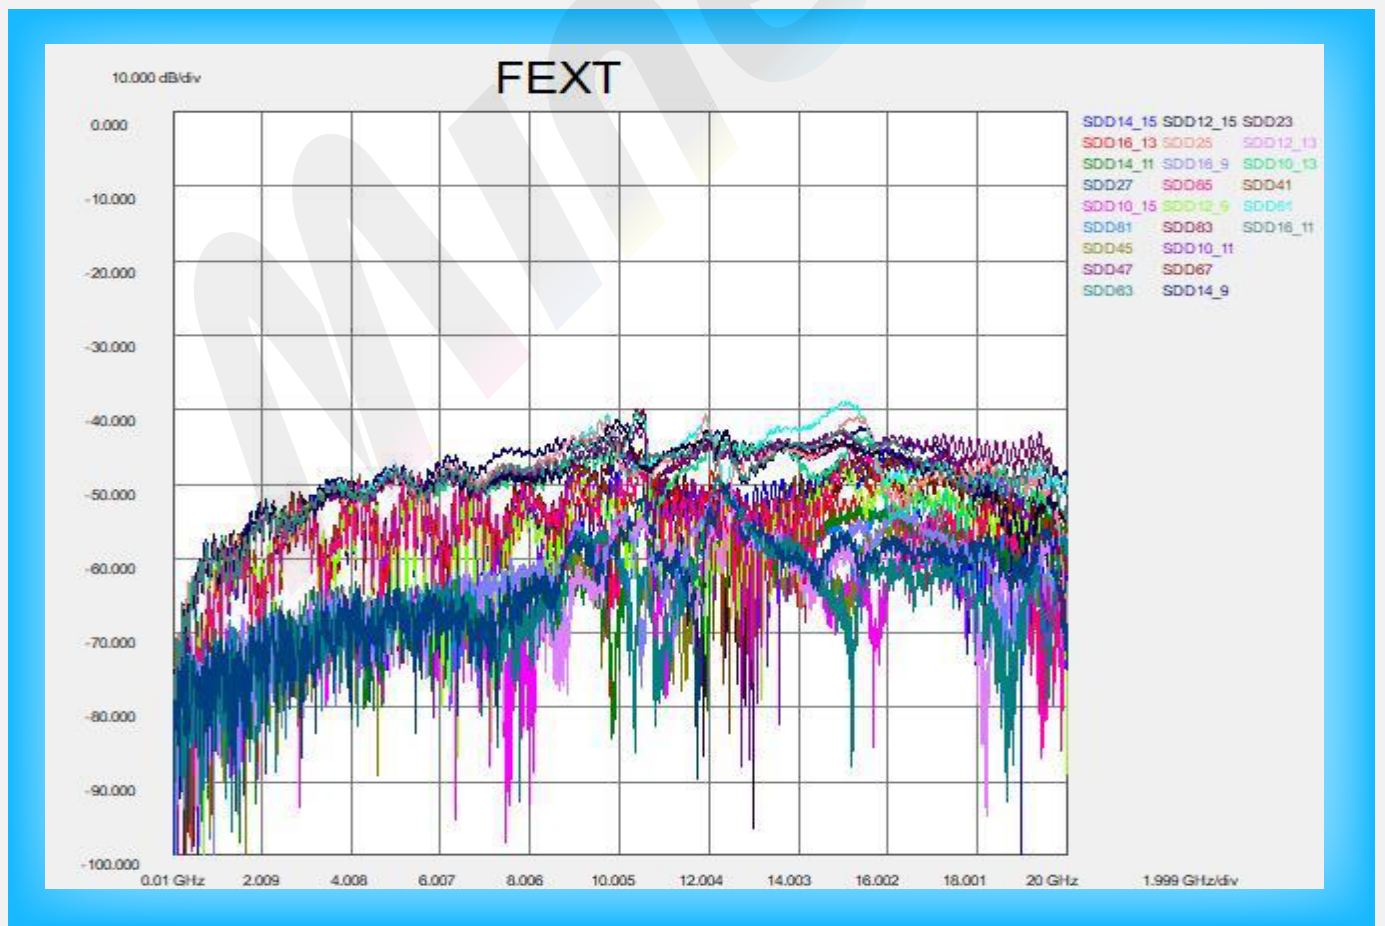 FEXT
10.000 dB/div
0.000
-10.000
-20.000
-30.000
-40.000
-50.000
-60.000
-70.000
-80.000
-90.000
-100.000
0.01 GHz 2.009 4.008 6.007 8.006 10.005 12.004 14.003 16.002 18.001 20 GHz 1.999 GHz/div
SDD14_15 SDD12_15 SDD23
SDD16_13 SDD25 SDD12_13
SDD14_11 SDD16_9 SDD10_13
SDD27 SDD85 SDD41
SDD10_15 SDD12_9 SDD61
SDD81 SDD83 SDD16_11
SDD45 SDD10_11
SDD47 SDD67
SDD63 SDD14_9